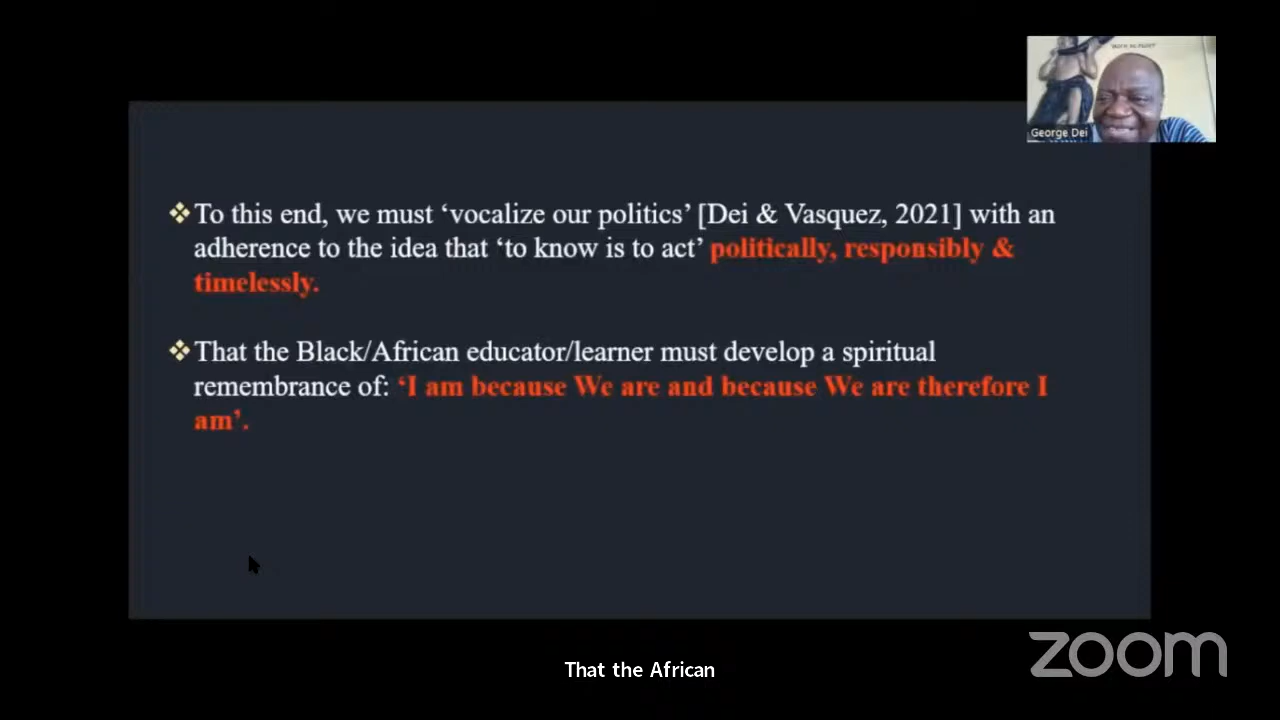 George Dei
❖To this end, we must ‘vocalize our politics’ [Dei & Vasquez, 2021] with an
adherence to the idea that ‘to know is to act’ politically, responsibly &
timelessly.
❖That the Black/African educator/learner must develop a spiritual
remembrance of: ‘I am because We are and because We are therefore I
am’.
That the African
zoom